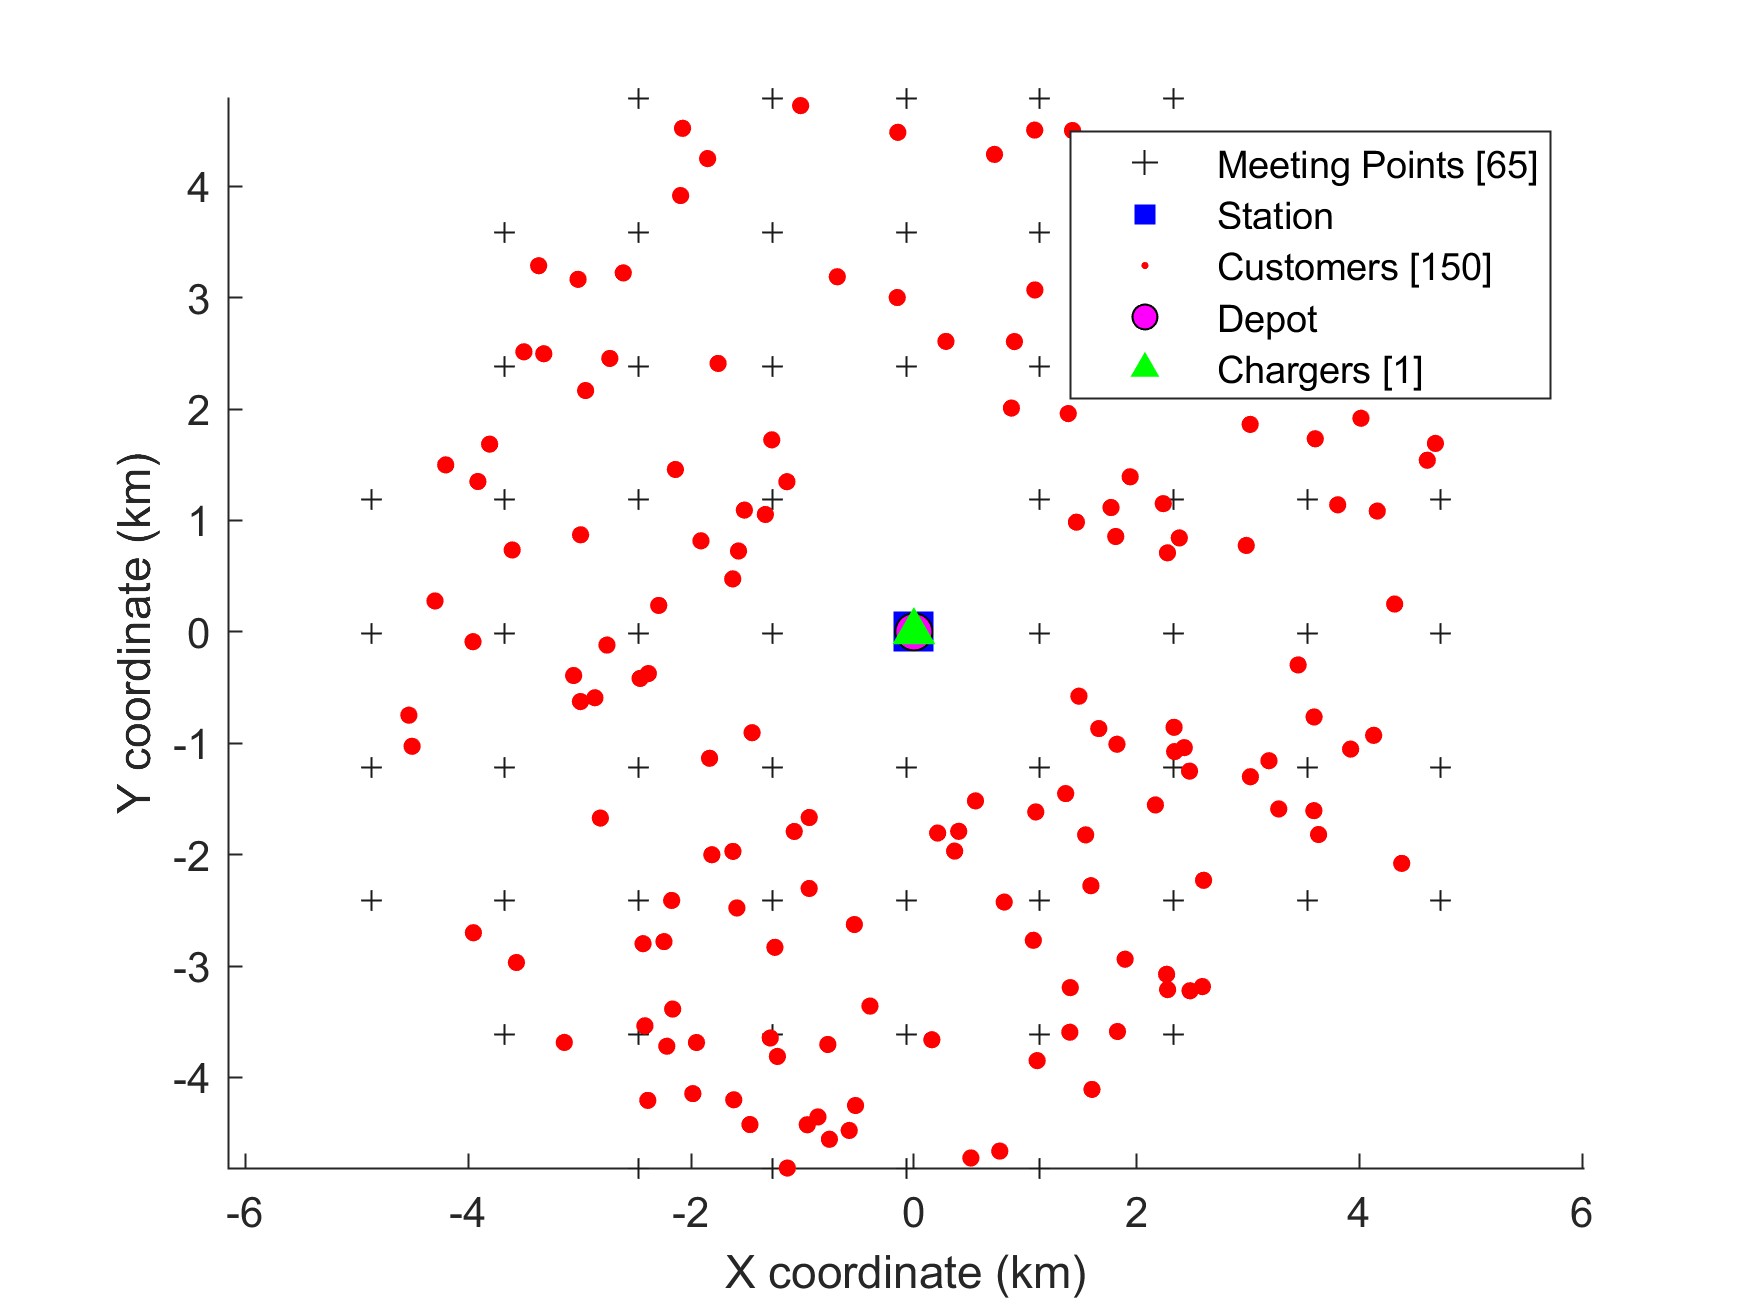 4
3
2
1
0
-1
-2
-3
-4
Y coordinate (km)
Meeting Points [65]
Station
Customers [150]
Depot
Chargers [1]
-6
-4
-2
0
2
4
6
X coordinate (km)